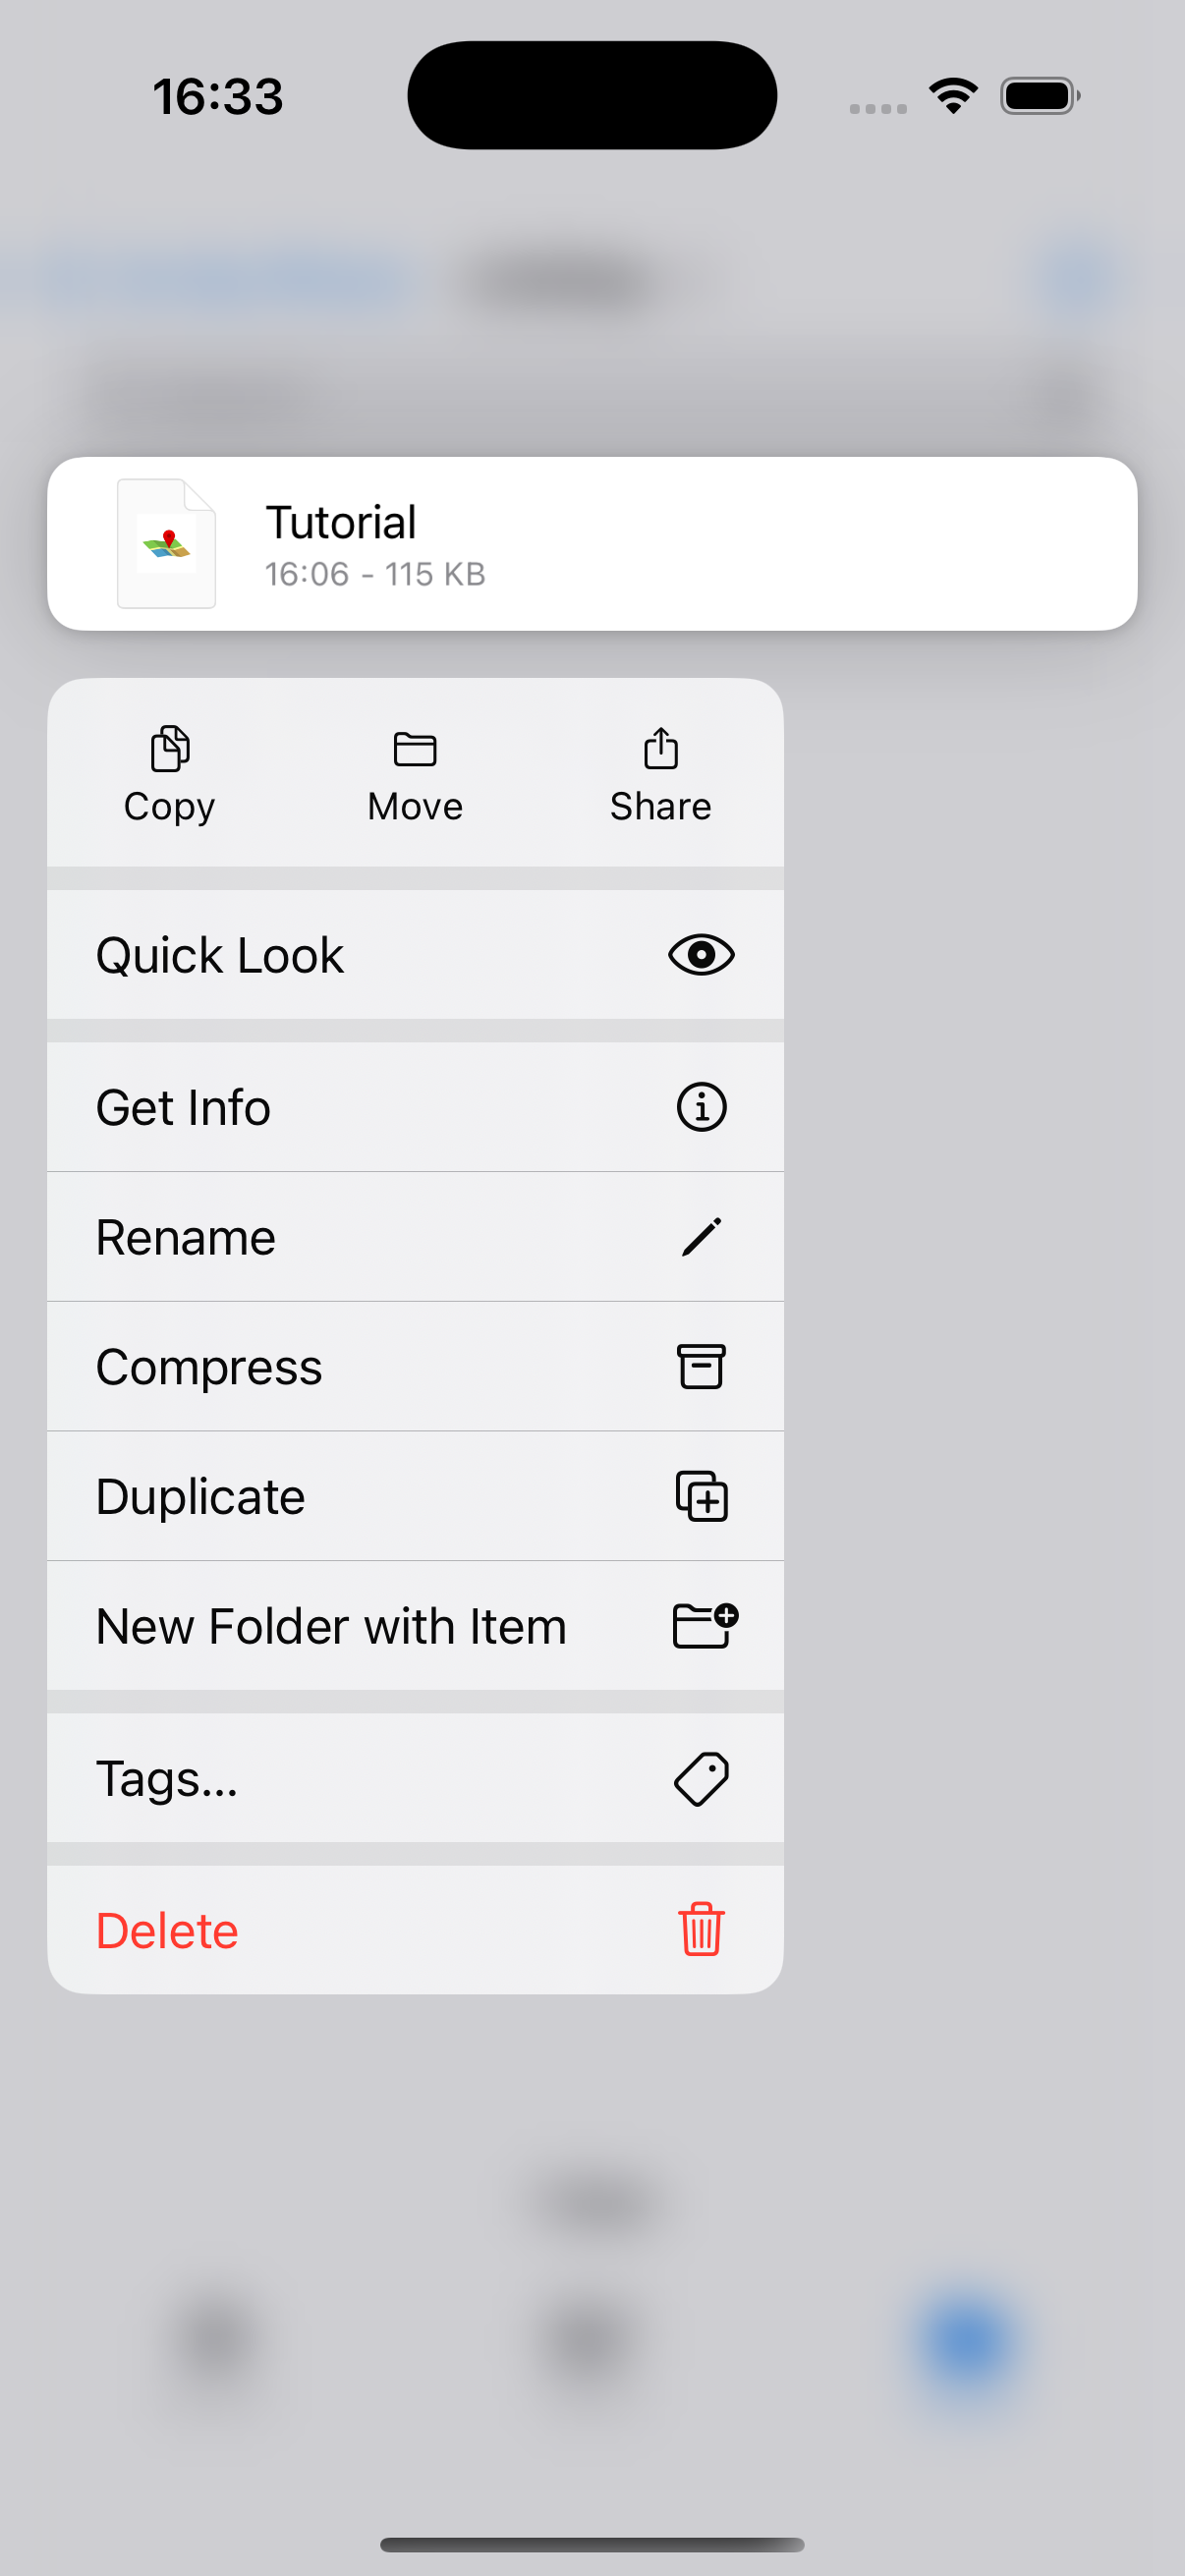 16:33
Tutorial
16:06 - 115 KB
Copy
Move
Share
Quick Look
Get Info
Rename
Compress
Duplicate
New Folder with Item
Tags...
Delete